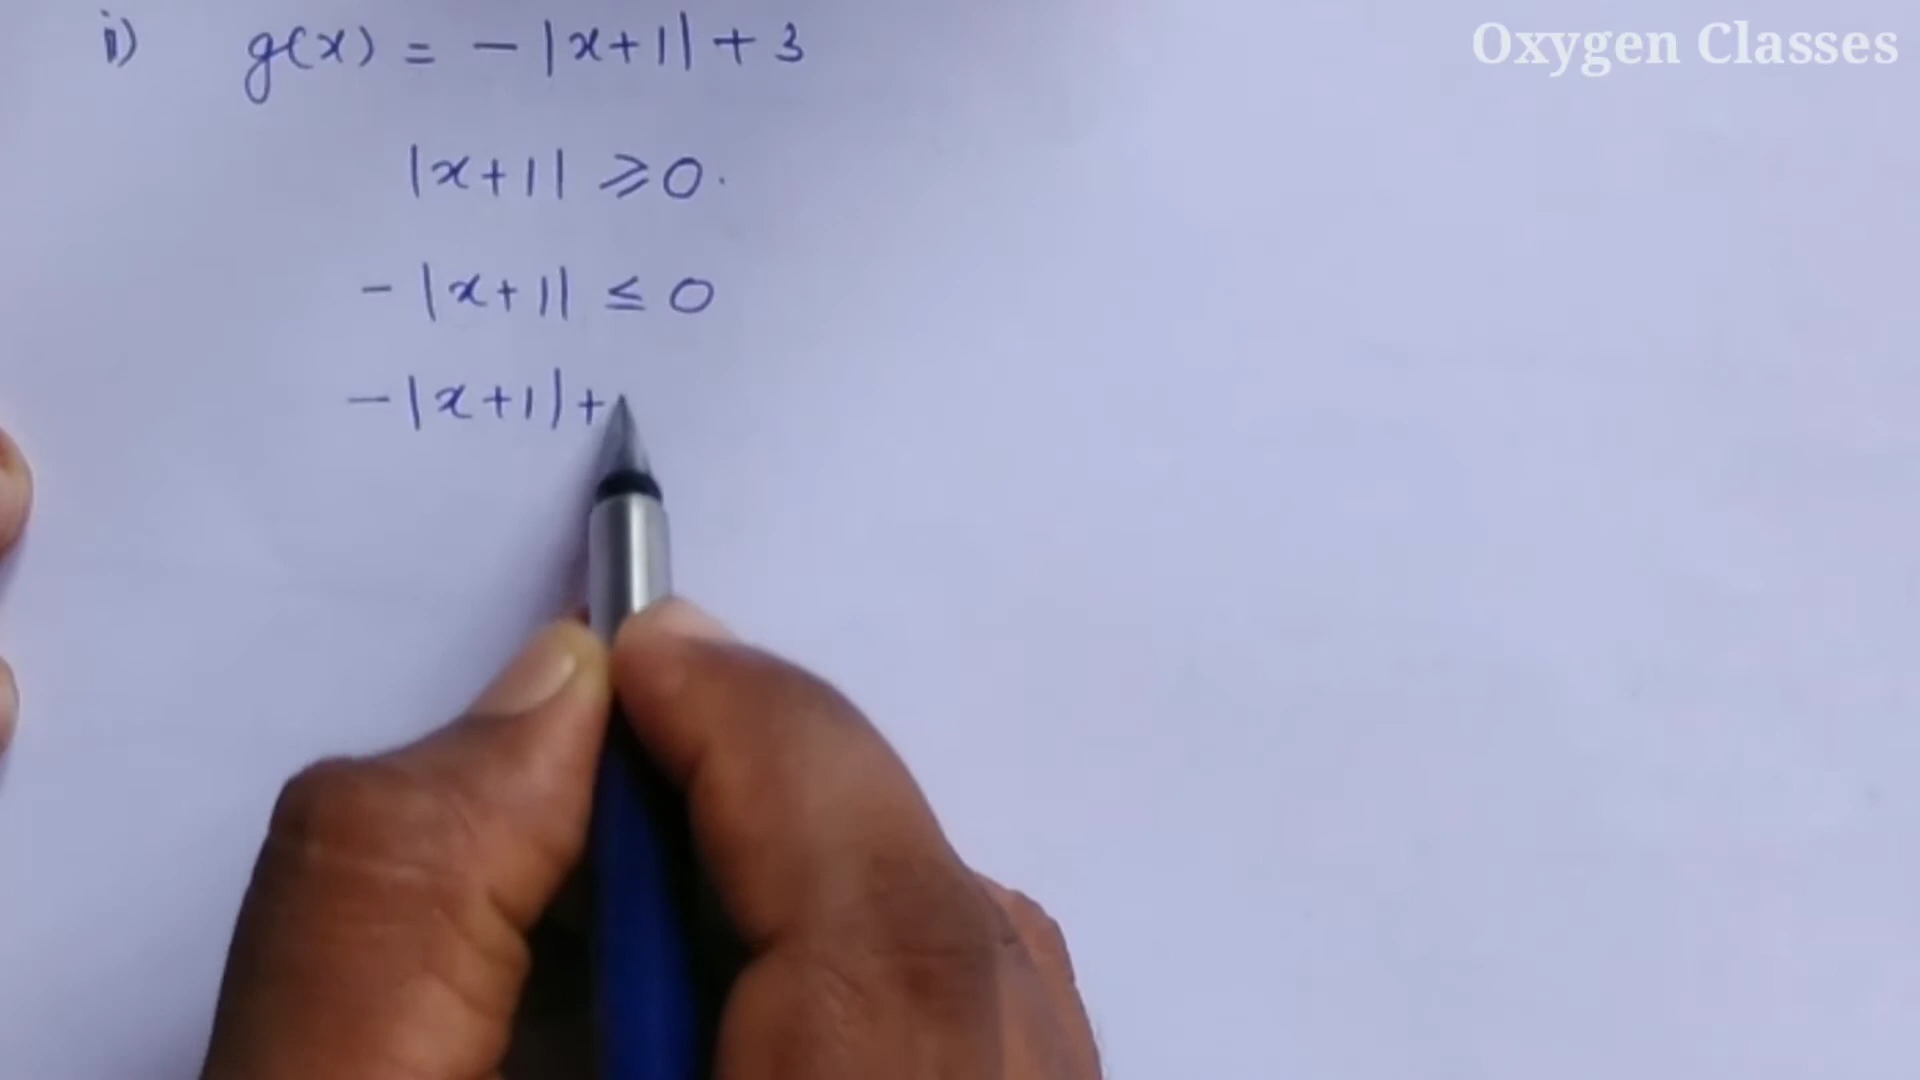 ii) g(x) = - |x+1| + 3
Oxygen Classes
|x+1| ⩾ 0.
- |x+1| ≤ 0
- |x+1| +